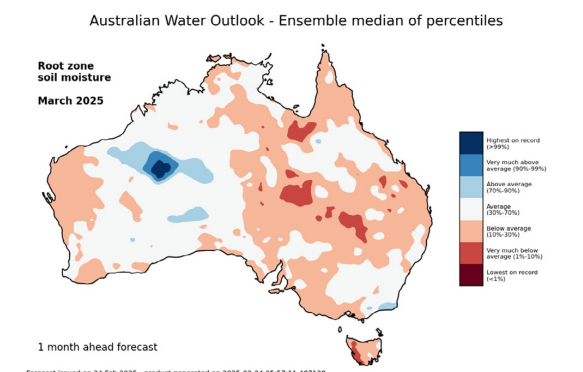 Australian Water Outlook - Ensemble median of percentiles
Root zone
soil moisture
March 2025
Highest on record
(>99%)
Very much above
average (90%-99%)
Above average
(70%-90%)
Average
(30%-70%)
Below average
(10%-30%)
Very much below
average (1%-10%)
Lowest on record
(<1%)
1 month ahead forecast